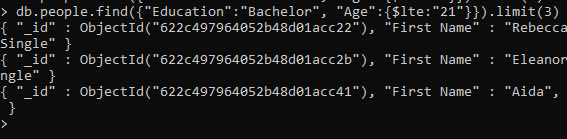 > db.people.find({"Education":"Bachelor", "Age":{$lte:"21"}}).limit(3)
{ "_id" : ObjectId("622c497964052b48d01acc22"), "First Name" : "Rebecca
Single" }
{ "_id" : ObjectId("622c497964052b48d01acc2b"), "First Name" : "Eleanor
ngle" }
{ "_id" : ObjectId("622c497964052b48d01acc41"), "First Name" : "Aida",
}
>